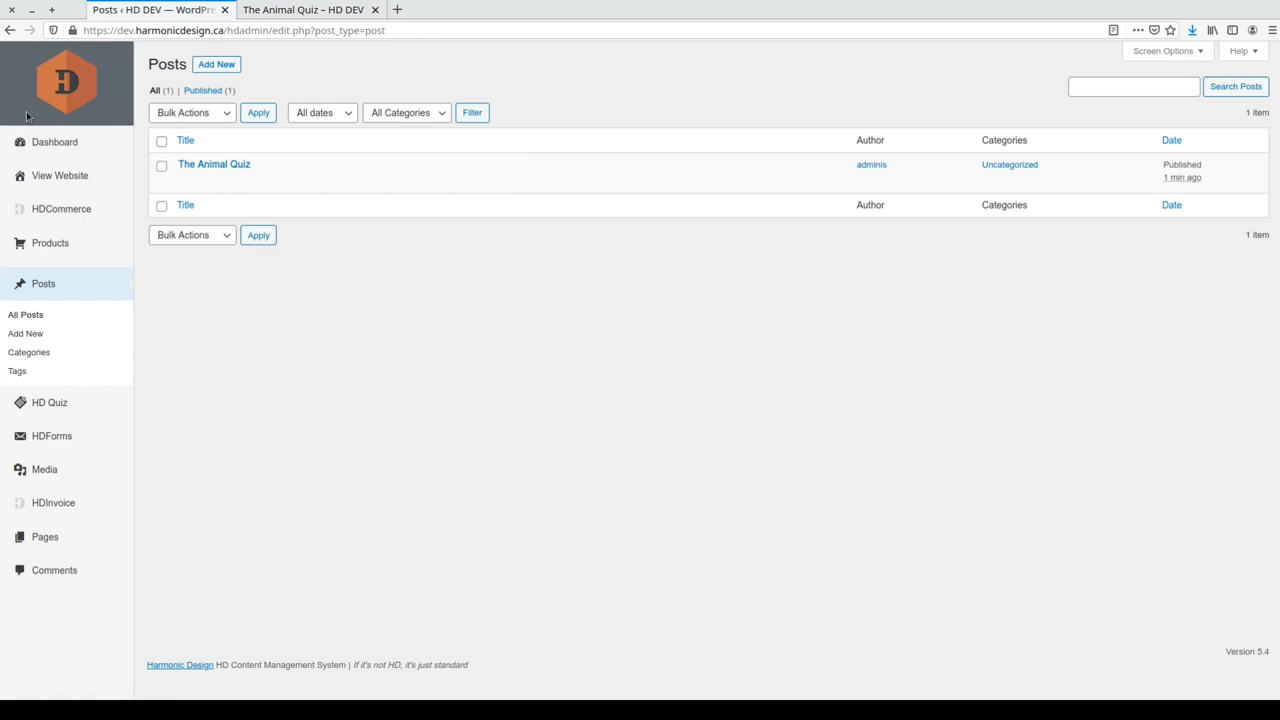 Posts ‹ HD DEV — WordPre
The Animal Quiz – HD DEV
https://dev.harmonicdesign.ca/hdadmin/edit.php?post_type=post
Screen Options
Help
Posts
Add New
All (1) | Published (1)
Search Posts
Bulk Actions
Apply
All dates
All Categories
Filter
1 item
Title
Author
Categories
Date
The Animal Quiz
adminis
Uncategorized
Published
1 min ago
Title
Author
Categories
Date
Bulk Actions
Apply
1 item
D
Dashboard
View Website
HDCommerce
Products
Posts
All Posts
Add New
Categories
Tags
HD Quiz
HDForms
Media
HDInvoice
Pages
Comments
Version 5.4
Harmonic Design HD Content Management System | If it's not HD, it's just standard